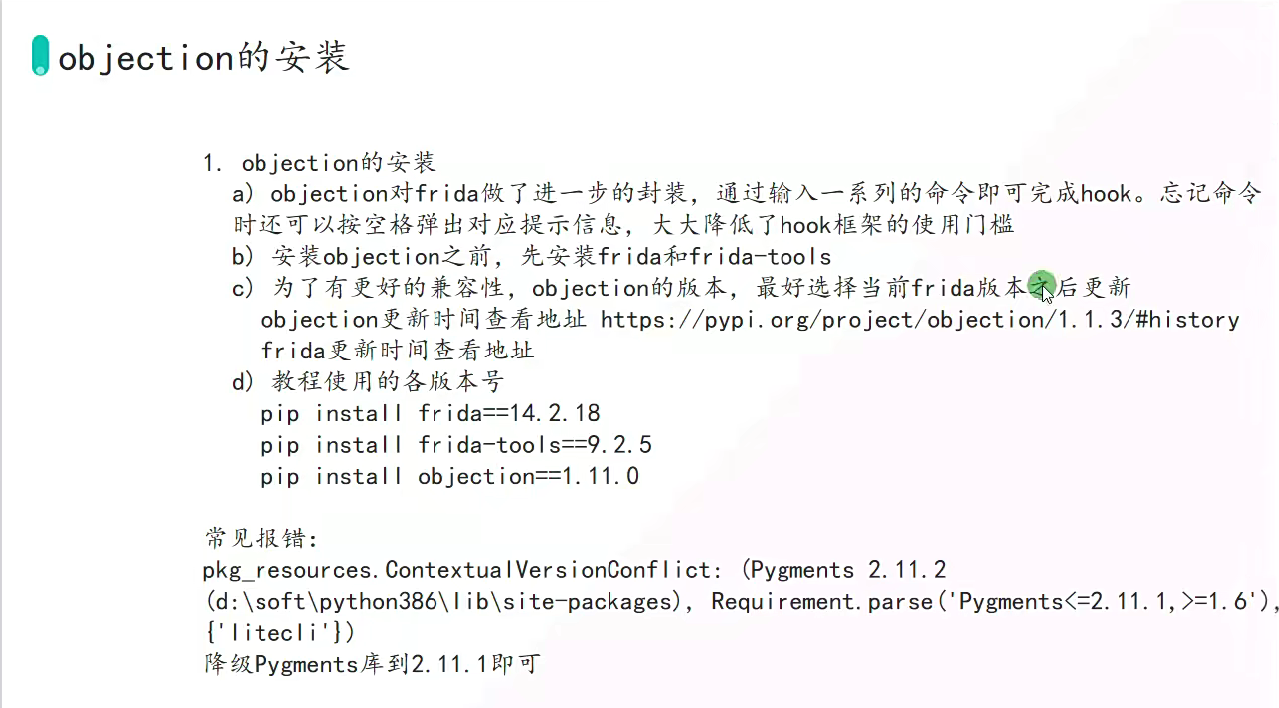 objection的安装
1. objection的安装
a) objection对frida做了进一步的封装，通过输入一系列的命令即可完成hook。忘记命令
时还可以按空格弹出对应提示信息，大大降低了hook框架的使用门槛
b) 安装objection之前，先安装frida和frida-tools
c) 为了有更好的兼容性，objection的版本，最好选择当前frida版本之后更新
objection更新时间查看地址 https://pypi.org/project/objection/1.1.3/#history
frida更新时间查看地址
d) 教程使用的各版本号
pip install frida==14.2.18
pip install frida-tools==9.2.5
pip install objection==1.11.0
常见报错：
pkg_resources.ContextualVersionConflict: (Pygments 2.11.2
(d:\soft\python386\lib\site-packages), Requirement.parse('Pygments<=2.11.1,>=1.6'),
{'litecli'})
降级Pygments库到2.11.1即可